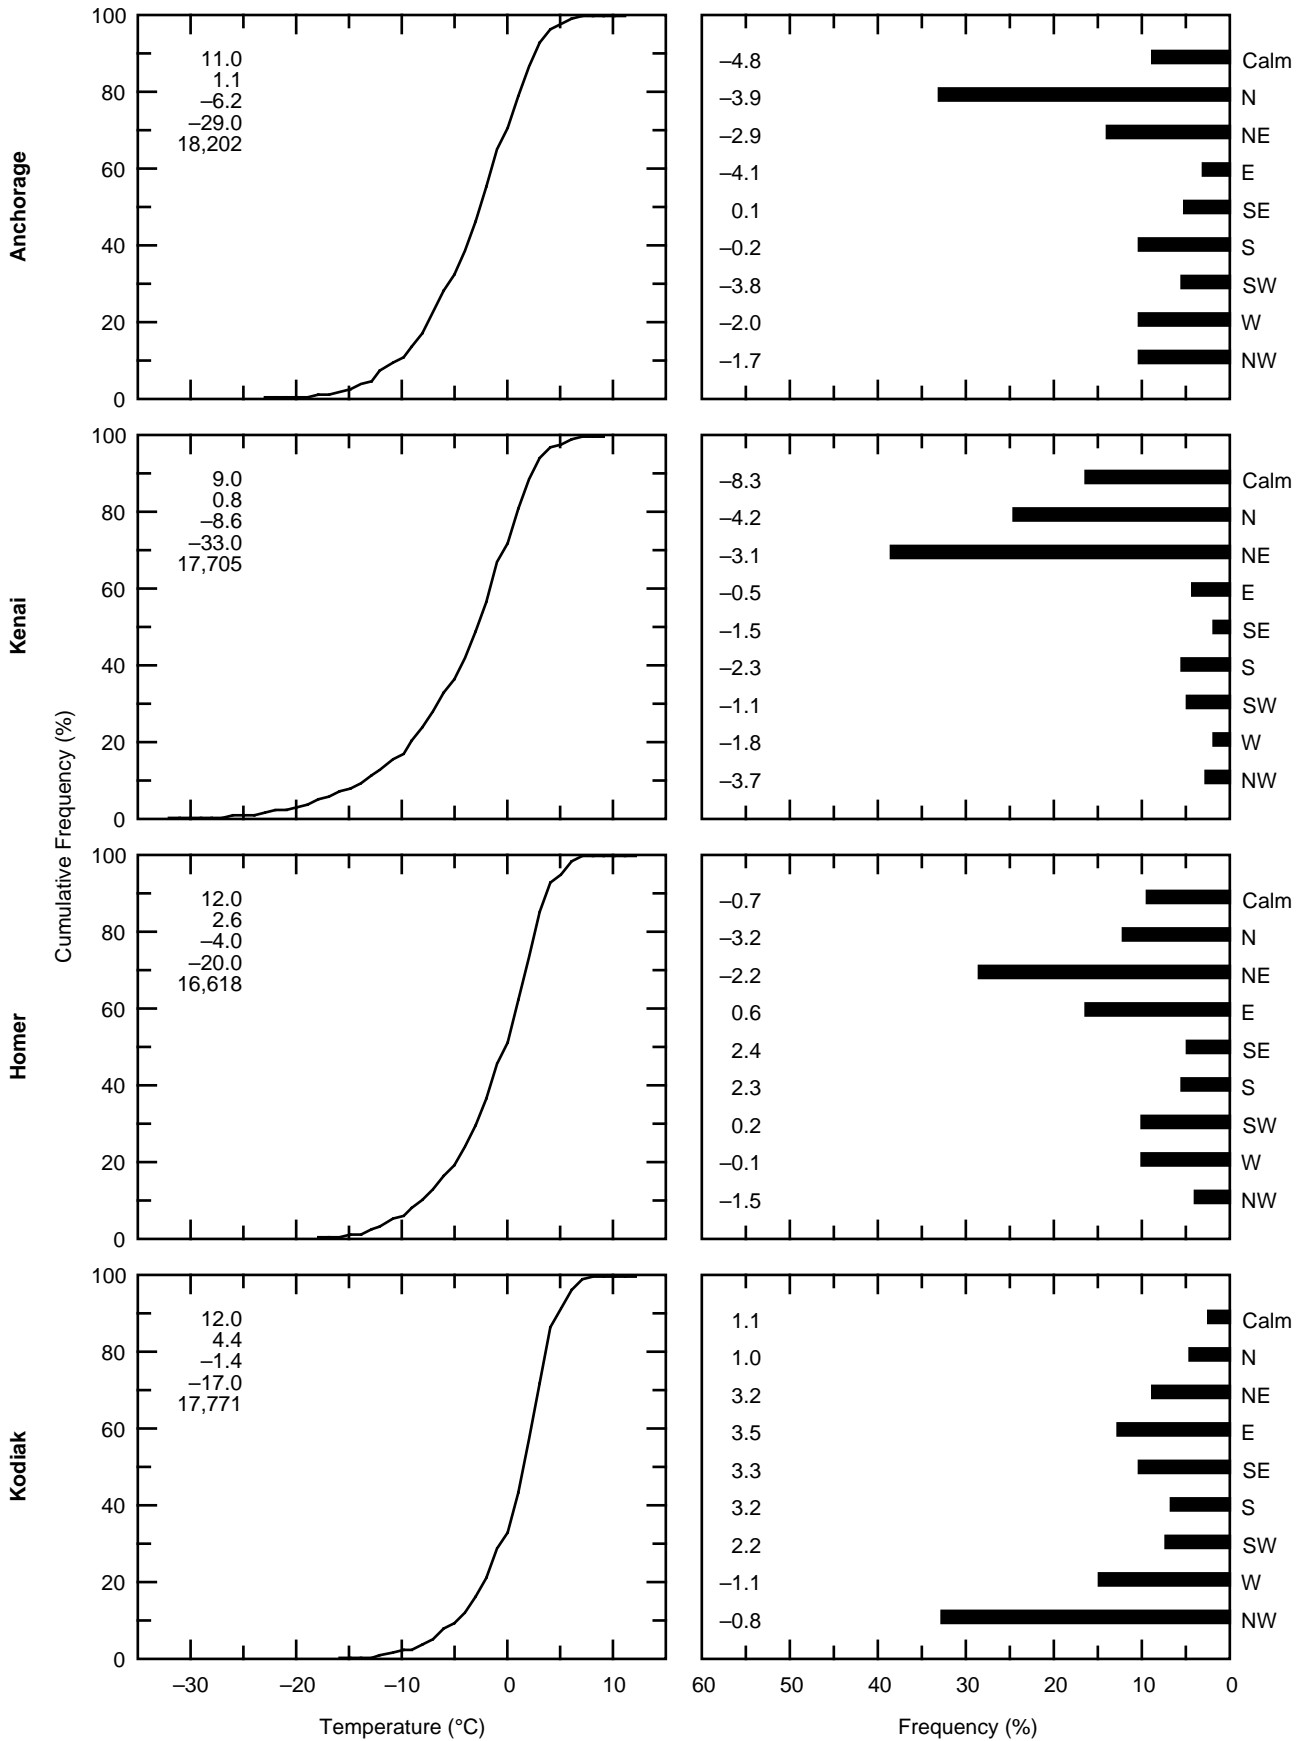 Anchorage
100
80
60
40
20
0
11.0
1.1
–6.2
–29.0
18,202
–4.8 Calm
–3.9 N
–2.9 NE
–4.1 E
0.1 SE
–0.2 S
–3.8 SW
–2.0 W
–1.7 NW
Kenai
100
80
60
40
20
0
9.0
0.8
–8.6
–33.0
17,705
–8.3 Calm
–4.2 N
–3.1 NE
–0.5 E
–1.5 SE
–2.3 S
–1.1 SW
–1.8 W
–3.7 NW
Cumulative Frequency (%)
Homer
100
80
60
40
20
0
12.0
2.6
–4.0
–20.0
16,618
–0.7 Calm
–3.2 N
–2.2 NE
0.6 E
2.4 SE
2.3 S
0.2 SW
–0.1 W
–1.5 NW
Kodiak
100
80
60
40
20
0
12.0
4.4
–1.4
–17.0
17,771
1.1 Calm
1.0 N
3.2 NE
3.5 E
3.3 SE
3.2 S
2.2 SW
–1.1 W
–0.8 NW
–30 –20 –10 0 10
60 50 40 30 20 10 0
Temperature (°C)
Frequency (%)